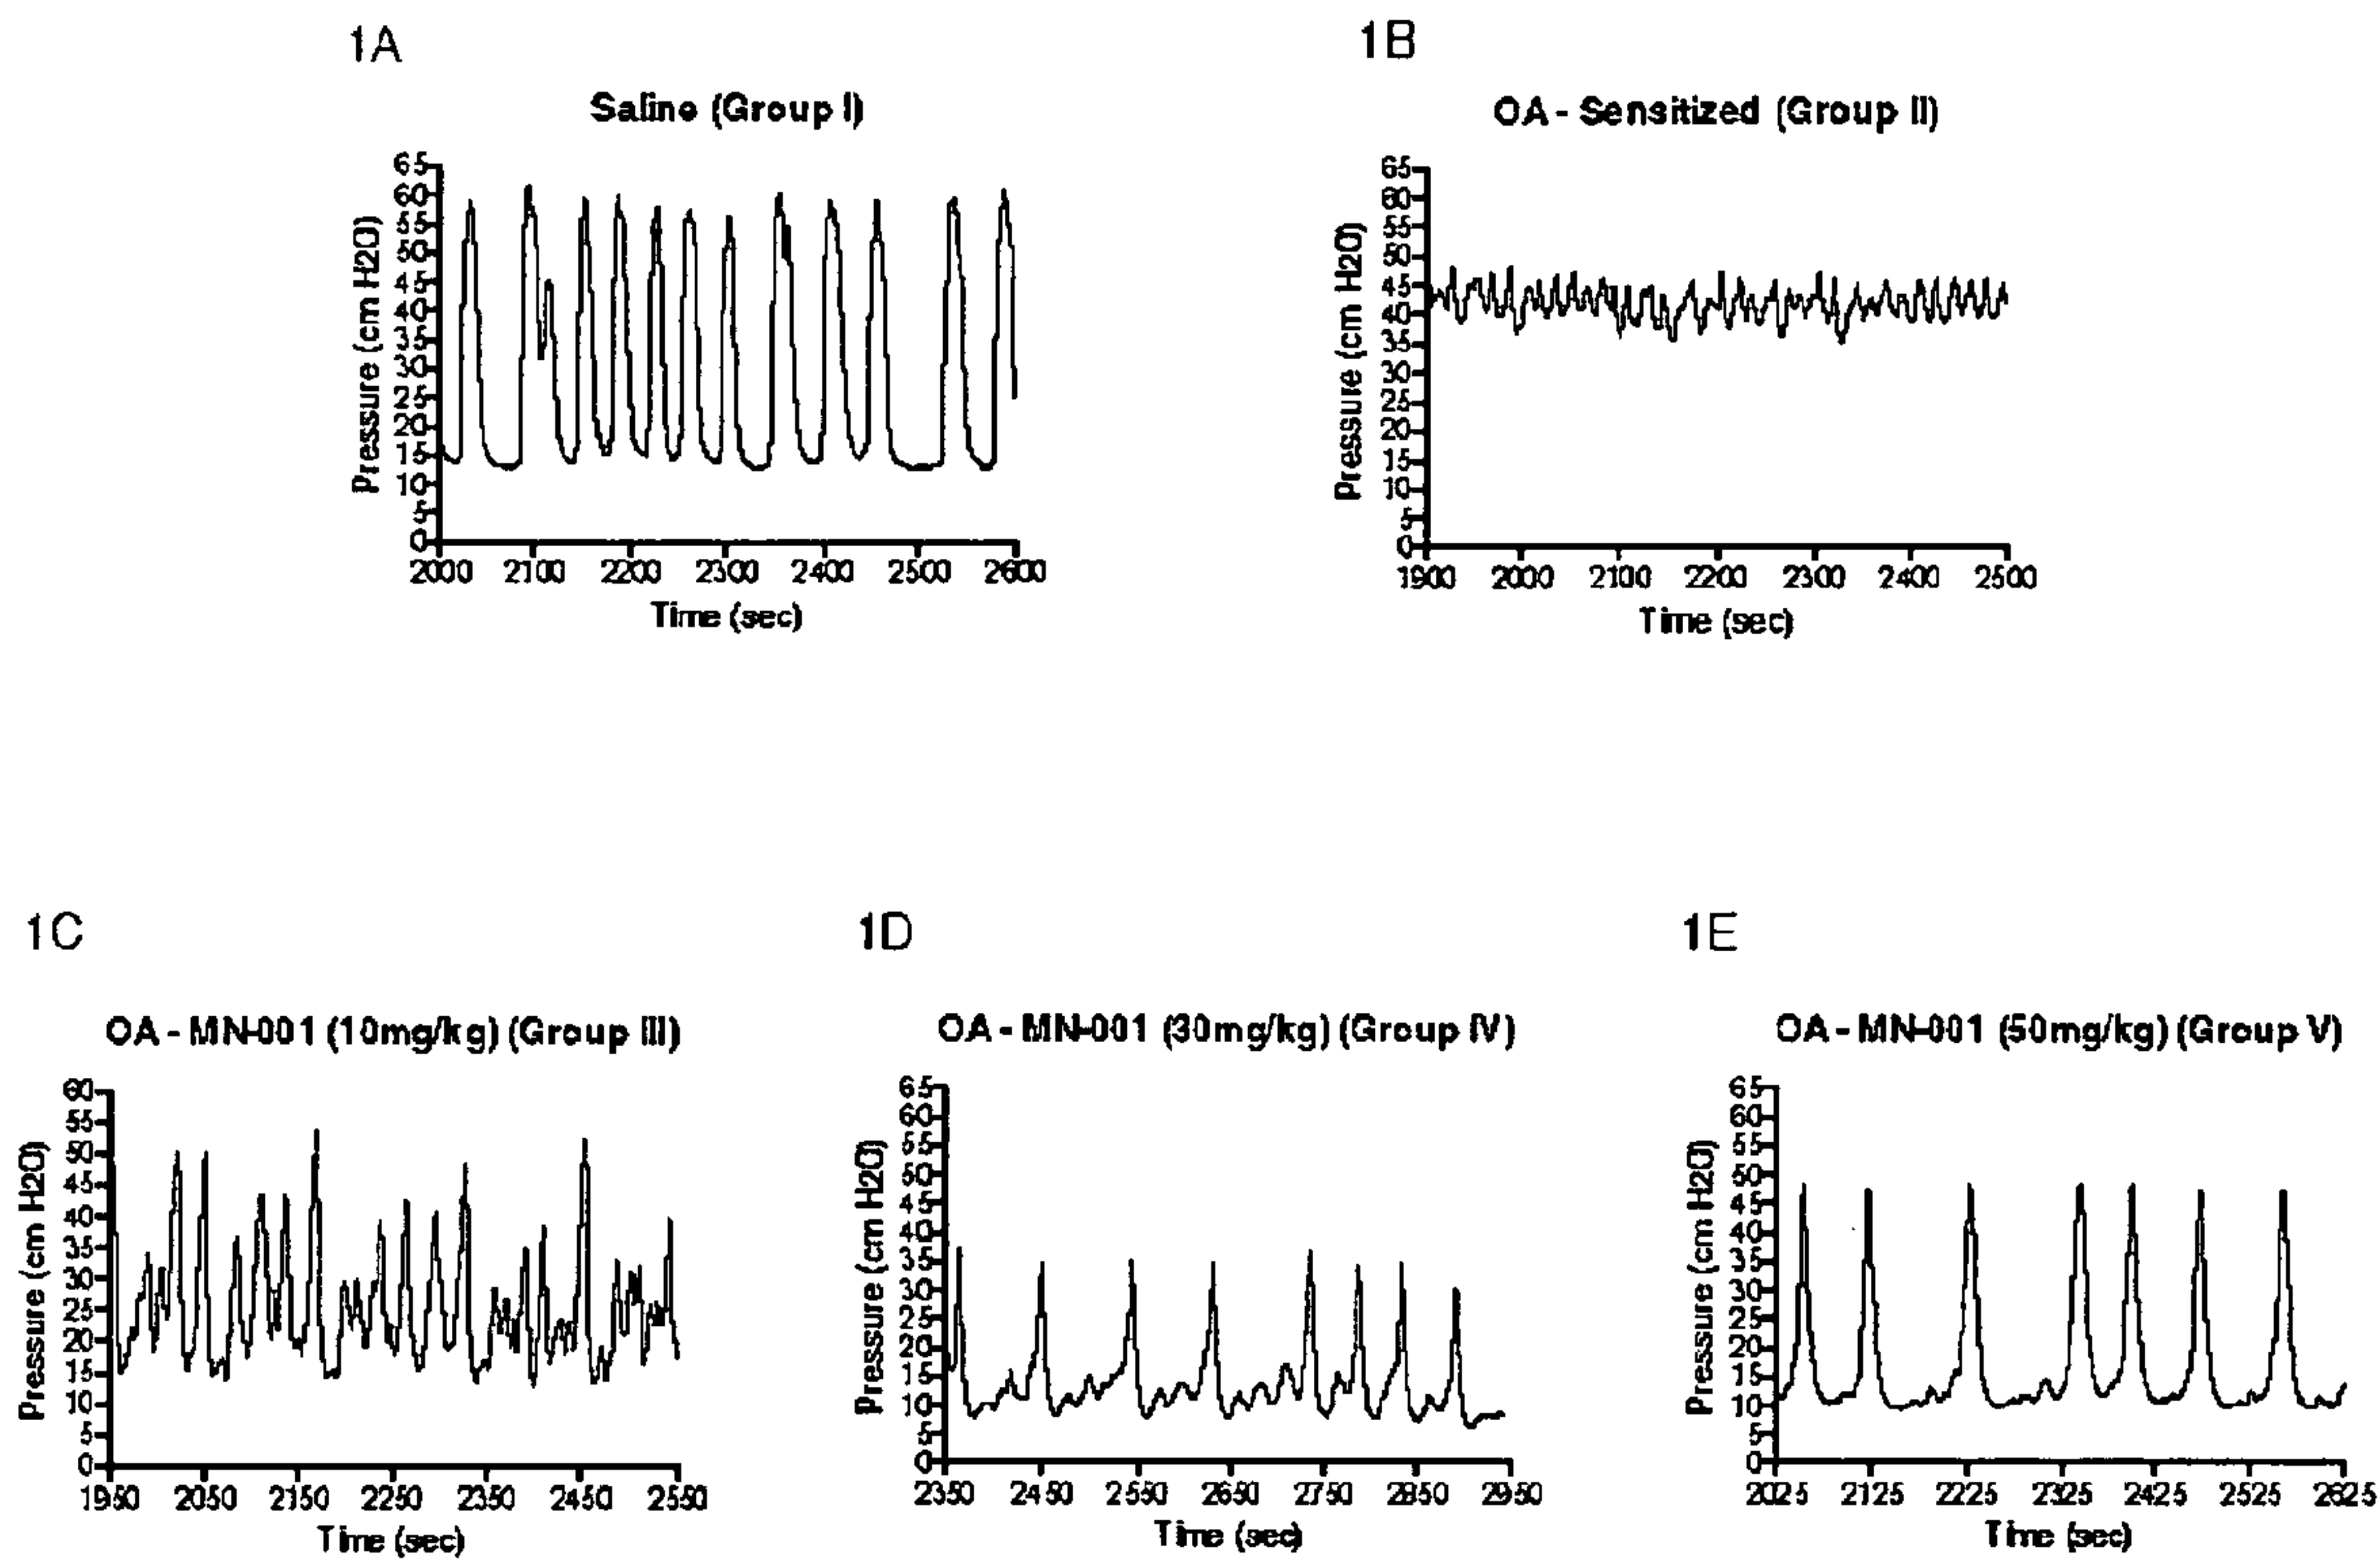 1A
Saline (Group I)
Pressure (cm H2O)
65
60
55
50
45
40
35
30
25
20
15
10
5
0
2000 2100 2200 2300 2400 2500 2600
Time (sec)
1B
OA - Sensitized (Group II)
Pressure (cm H2O)
65
60
55
50
45
40
35
30
25
20
15
10
5
0
1900 2000 2100 2200 2300 2400 2500
Time (sec)
1C
OA - MN-001 (10mg/kg) (Group III)
Pressure (cm H2O)
60
55
50
45
40
35
30
25
20
15
10
5
0
1950 2050 2150 2250 2350 2450 2550
Time (sec)
1D
OA - MN-001 (30mg/kg) (Group IV)
Pressure (cm H2O)
65
60
55
50
45
40
35
30
25
20
15
10
5
0
2350 2450 2550 2650 2750 2850 2950
Time (sec)
1E
OA - MN-001 (50mg/kg) (Group V)
Pressure (cm H2O)
65
60
55
50
45
40
35
30
25
20
15
10
5
0
2025 2125 2225 2325 2425 2525 2625
Time (sec)